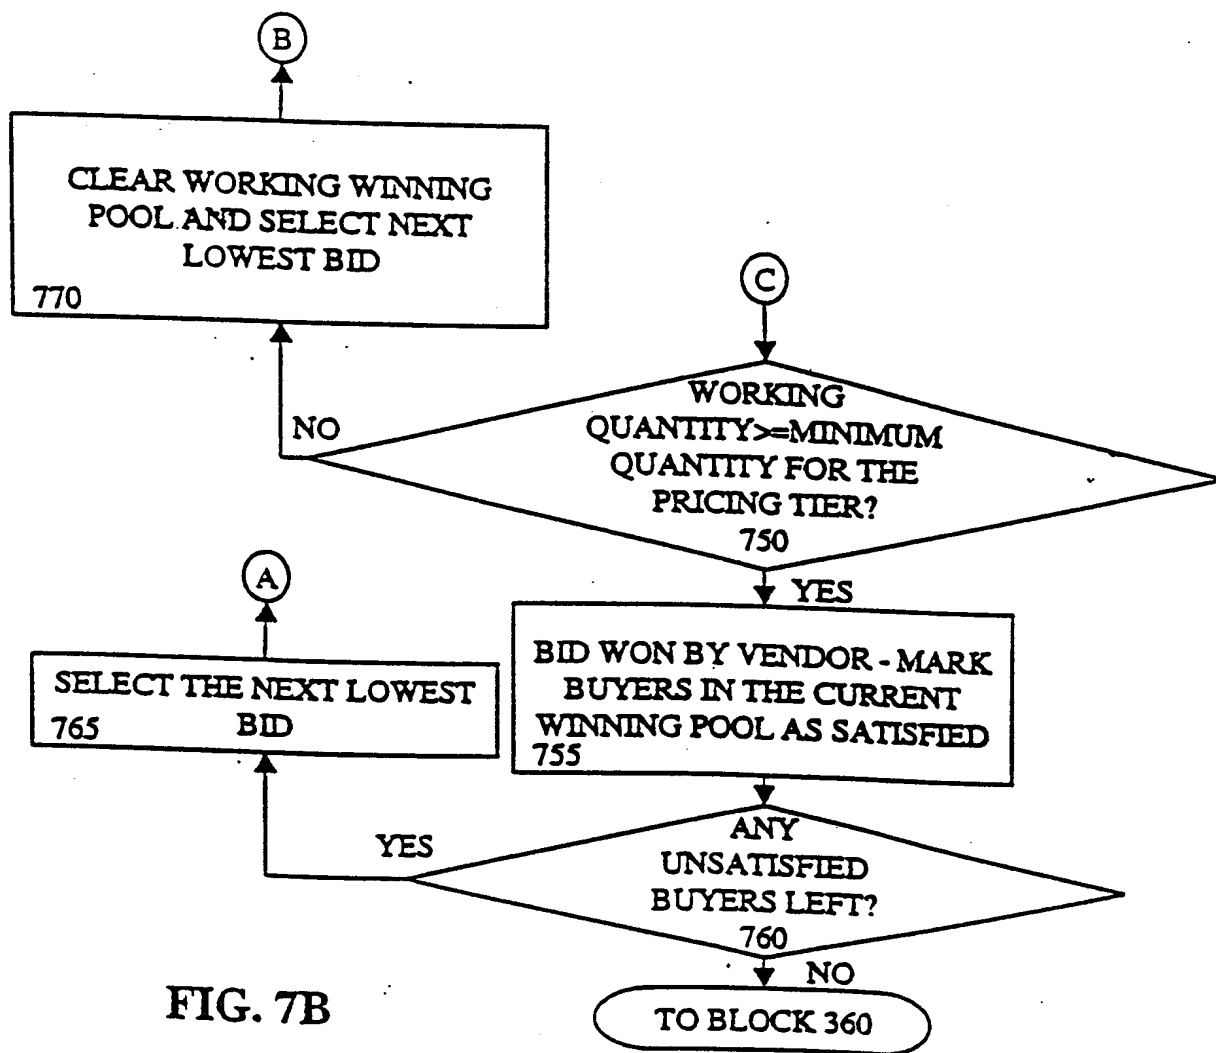 B
CLEAR WORKING WINNING
POOL AND SELECT NEXT
LOWEST BID
770
C
WORKING
QUANTITY>=MINIMUM
QUANTITY FOR THE
PRICING TIER?
750
NO
YES
A
SELECT THE NEXT LOWEST
BID
765
BID WON BY VENDOR - MARK
BUYERS IN THE CURRENT
WINNING POOL AS SATISFIED
755
YES
ANY
UNSATISFIED
BUYERS LEFT?
760
NO
TO BLOCK 360
FIG. 7B